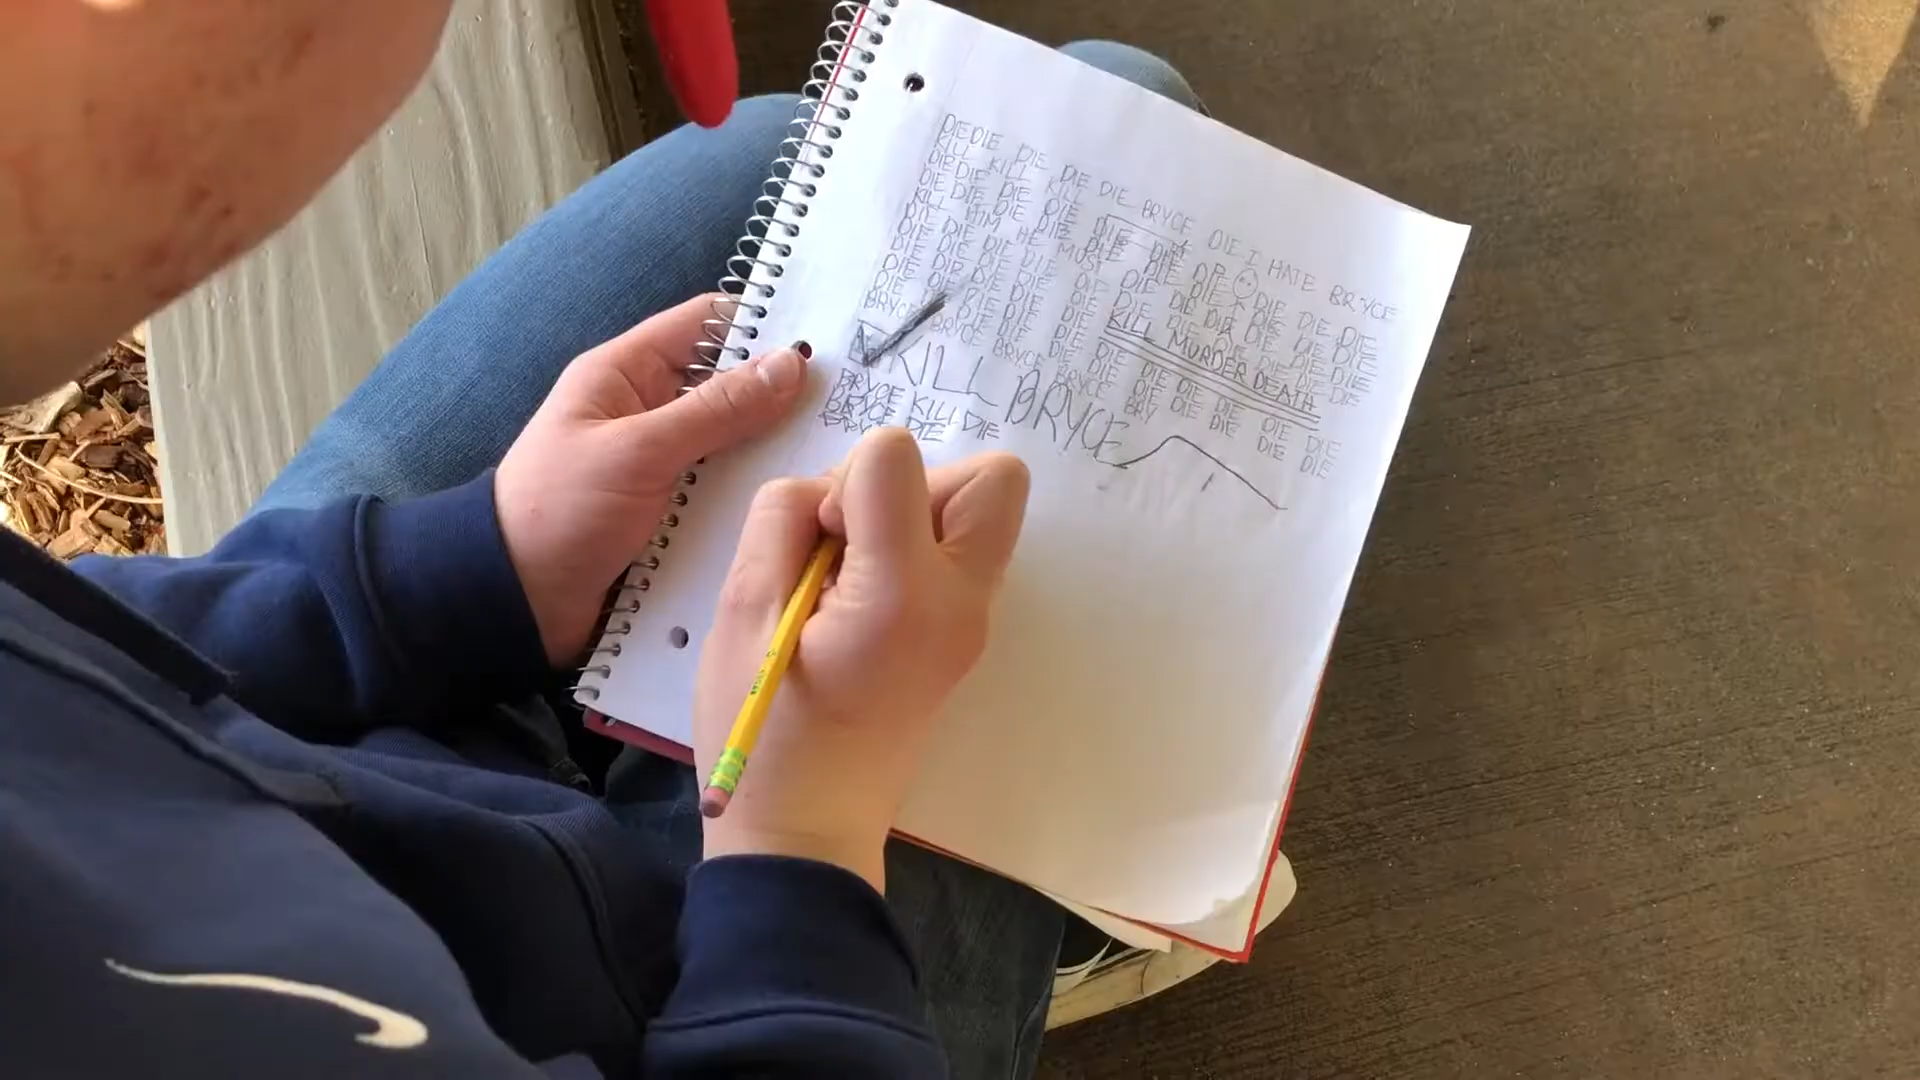 DIE DIE DIE DIE DIE BRYCE DIE I HATE BRYCE
KILL KILL KILL KILL
DIE DIE DIE DIE DIE DIE DIE DIE DIE DIE DIE
DIE DIE DIE DIE DIE DIE DIE DIE DIE DIE DIE
KILL HIM HE MUST DIE DIE DIE DIE DIE DIE
DIE DIE DIE DIE DIE
KILL MURDER DEATH
DIE DIE DIE DIE DIE DIE DIE DIE DIE DIE
DIE DIE DIE DIE DIE DIE DIE DIE DIE DIE
BRYCE BRYCE BRYCE BRYCE BRYCE BRY
KILL BRYCE
BRYCE KILL DIE
BRYCE DIE